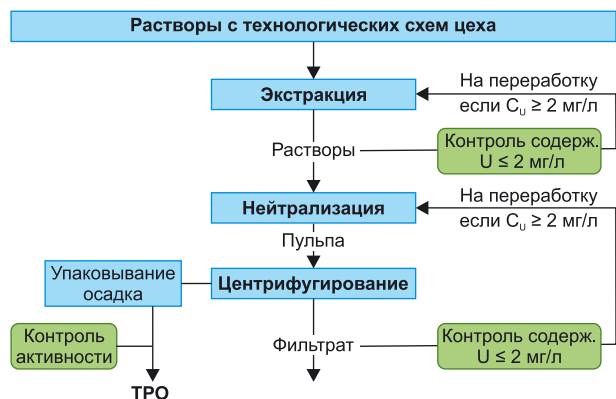 Растворы с технологических схем цеха
Экстракция
На переработку
если C_U ≥ 2 мг/л
Растворы
Контроль содерж.
U ≤ 2 мг/л
Нейтрализация
На переработку
если C_U ≥ 2 мг/л
Пульпа
Упаковывание
осадка
Центрифугирование
Контроль
активности
Фильтрат
Контроль содерж.
U ≤ 2 мг/л
ТРО